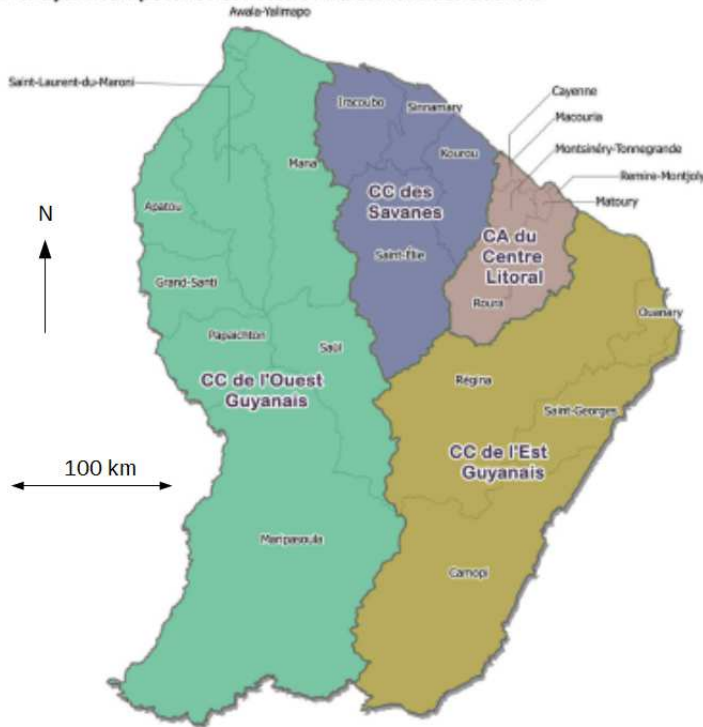 Awala-Yalimapo
Saint-Laurent-du-Maroni
Cayenne
Iracoubo
Sinnamary
Macouria
Kourou
Montsinéry-Tonnegrande
Mana
Remire-Montjoly
CC des
Savanes
Matoury
Apatou
N
CA du
Centre
Litoral
Saint-Élie
Grand-Santi
Roura
Ouanary
Papaichton
Saül
CC de l'Ouest
Guyanais
Régina
Saint-Georges
CC de l'Est
Guyanais
100 km
Maripasoula
Camopi